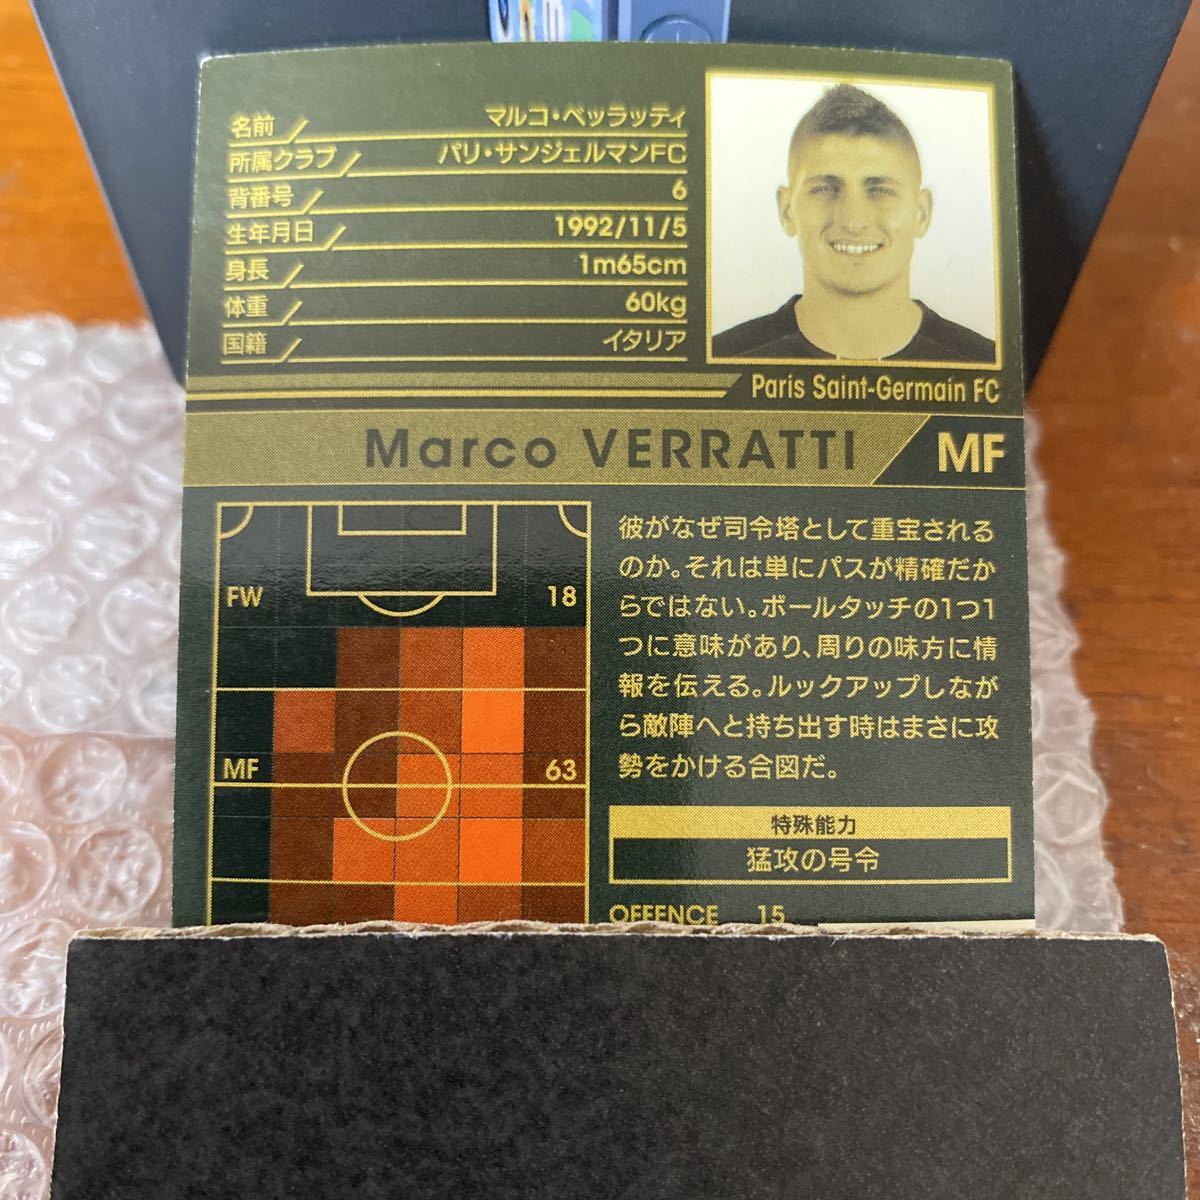 名前 マルコ・ベッラッティ
所属クラブ パリ・サンジェルマンFC
背番号 6
生年月日 1992/11/5
身長 1m65cm
体重 60kg
国籍 イタリア
Paris Saint-Germain FC
Marco VERRATTI MF
FW 18
MF 63
彼がなぜ司令塔として重宝される
のか。それは単にパスが精確だか
らではない。ボールタッチの1つ1
つに意味があり、周りの味方に情
報を伝える。ルックアップしなが
ら敵陣へと持ち出す時はまさに攻
勢をかける合図だ。
特殊能力
猛攻の号令
OFFENCE 15